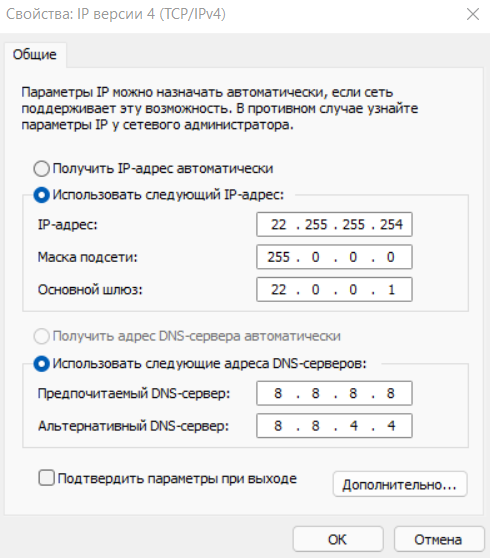 Свойства: IP версии 4 (TCP/IPv4)
Общие
Параметры IP можно назначать автоматически, если сеть
поддерживает эту возможность. В противном случае узнайте
параметры IP у сетевого администратора.
Получить IP-адрес автоматически
Использовать следующий IP-адрес:
IP-адрес: 22 . 255 . 255 . 254
Маска подсети: 255 . 0 . 0 . 0
Основной шлюз: 22 . 0 . 0 . 1
Получить адрес DNS-сервера автоматически
Использовать следующие адреса DNS-серверов:
Предпочитаемый DNS-сервер: 8 . 8 . 8 . 8
Альтернативный DNS-сервер: 8 . 8 . 4 . 4
Подтвердить параметры при выходе
Дополнительно...
ОК Отмена